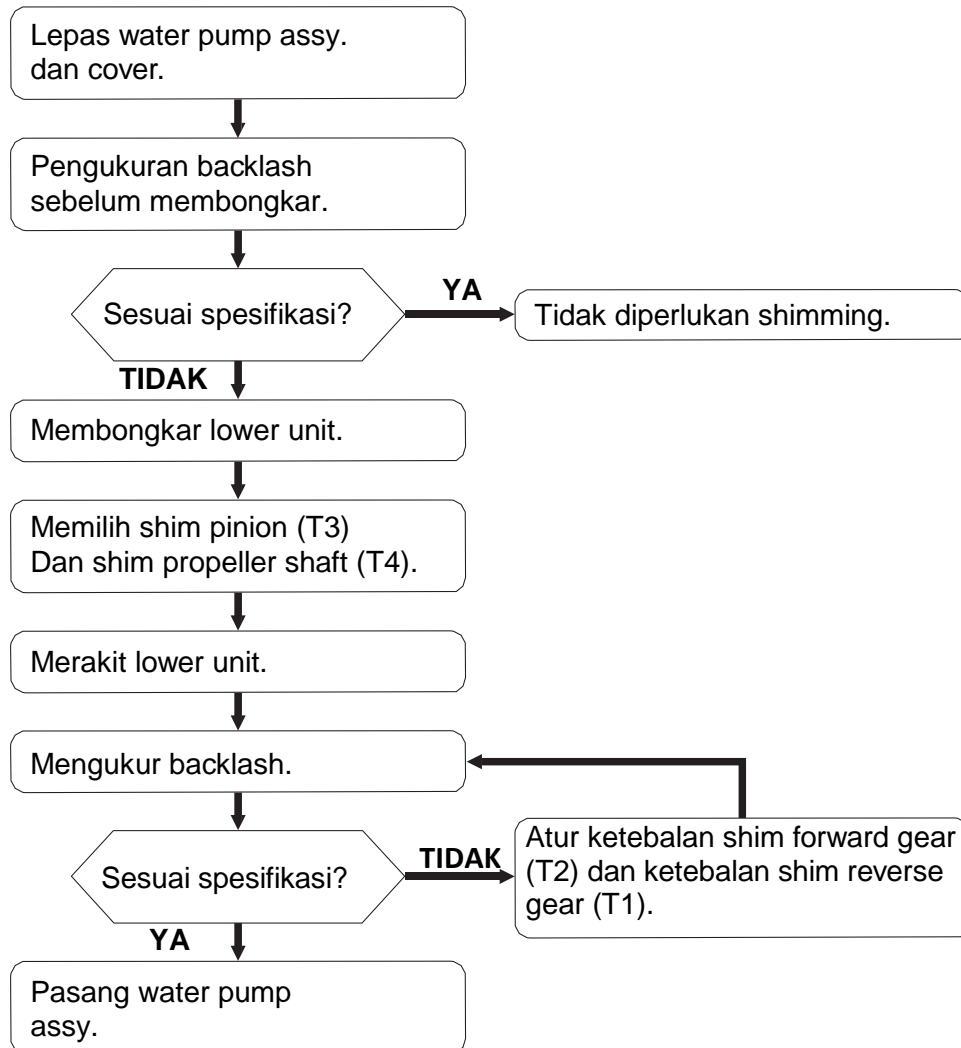 Lepas water pump assy.
dan cover.
Pengukuran backlash
sebelum membongkar.
Sesuai spesifikasi?
YA
Tidak diperlukan shimming.
TIDAK
Membongkar lower unit.
Memilih shim pinion (T3)
Dan shim propeller shaft (T4).
Merakit lower unit.
Mengukur backlash.
Sesuai spesifikasi?
TIDAK
Atur ketebalan shim forward gear
(T2) dan ketebalan shim reverse
gear (T1).
YA
Pasang water pump
assy.